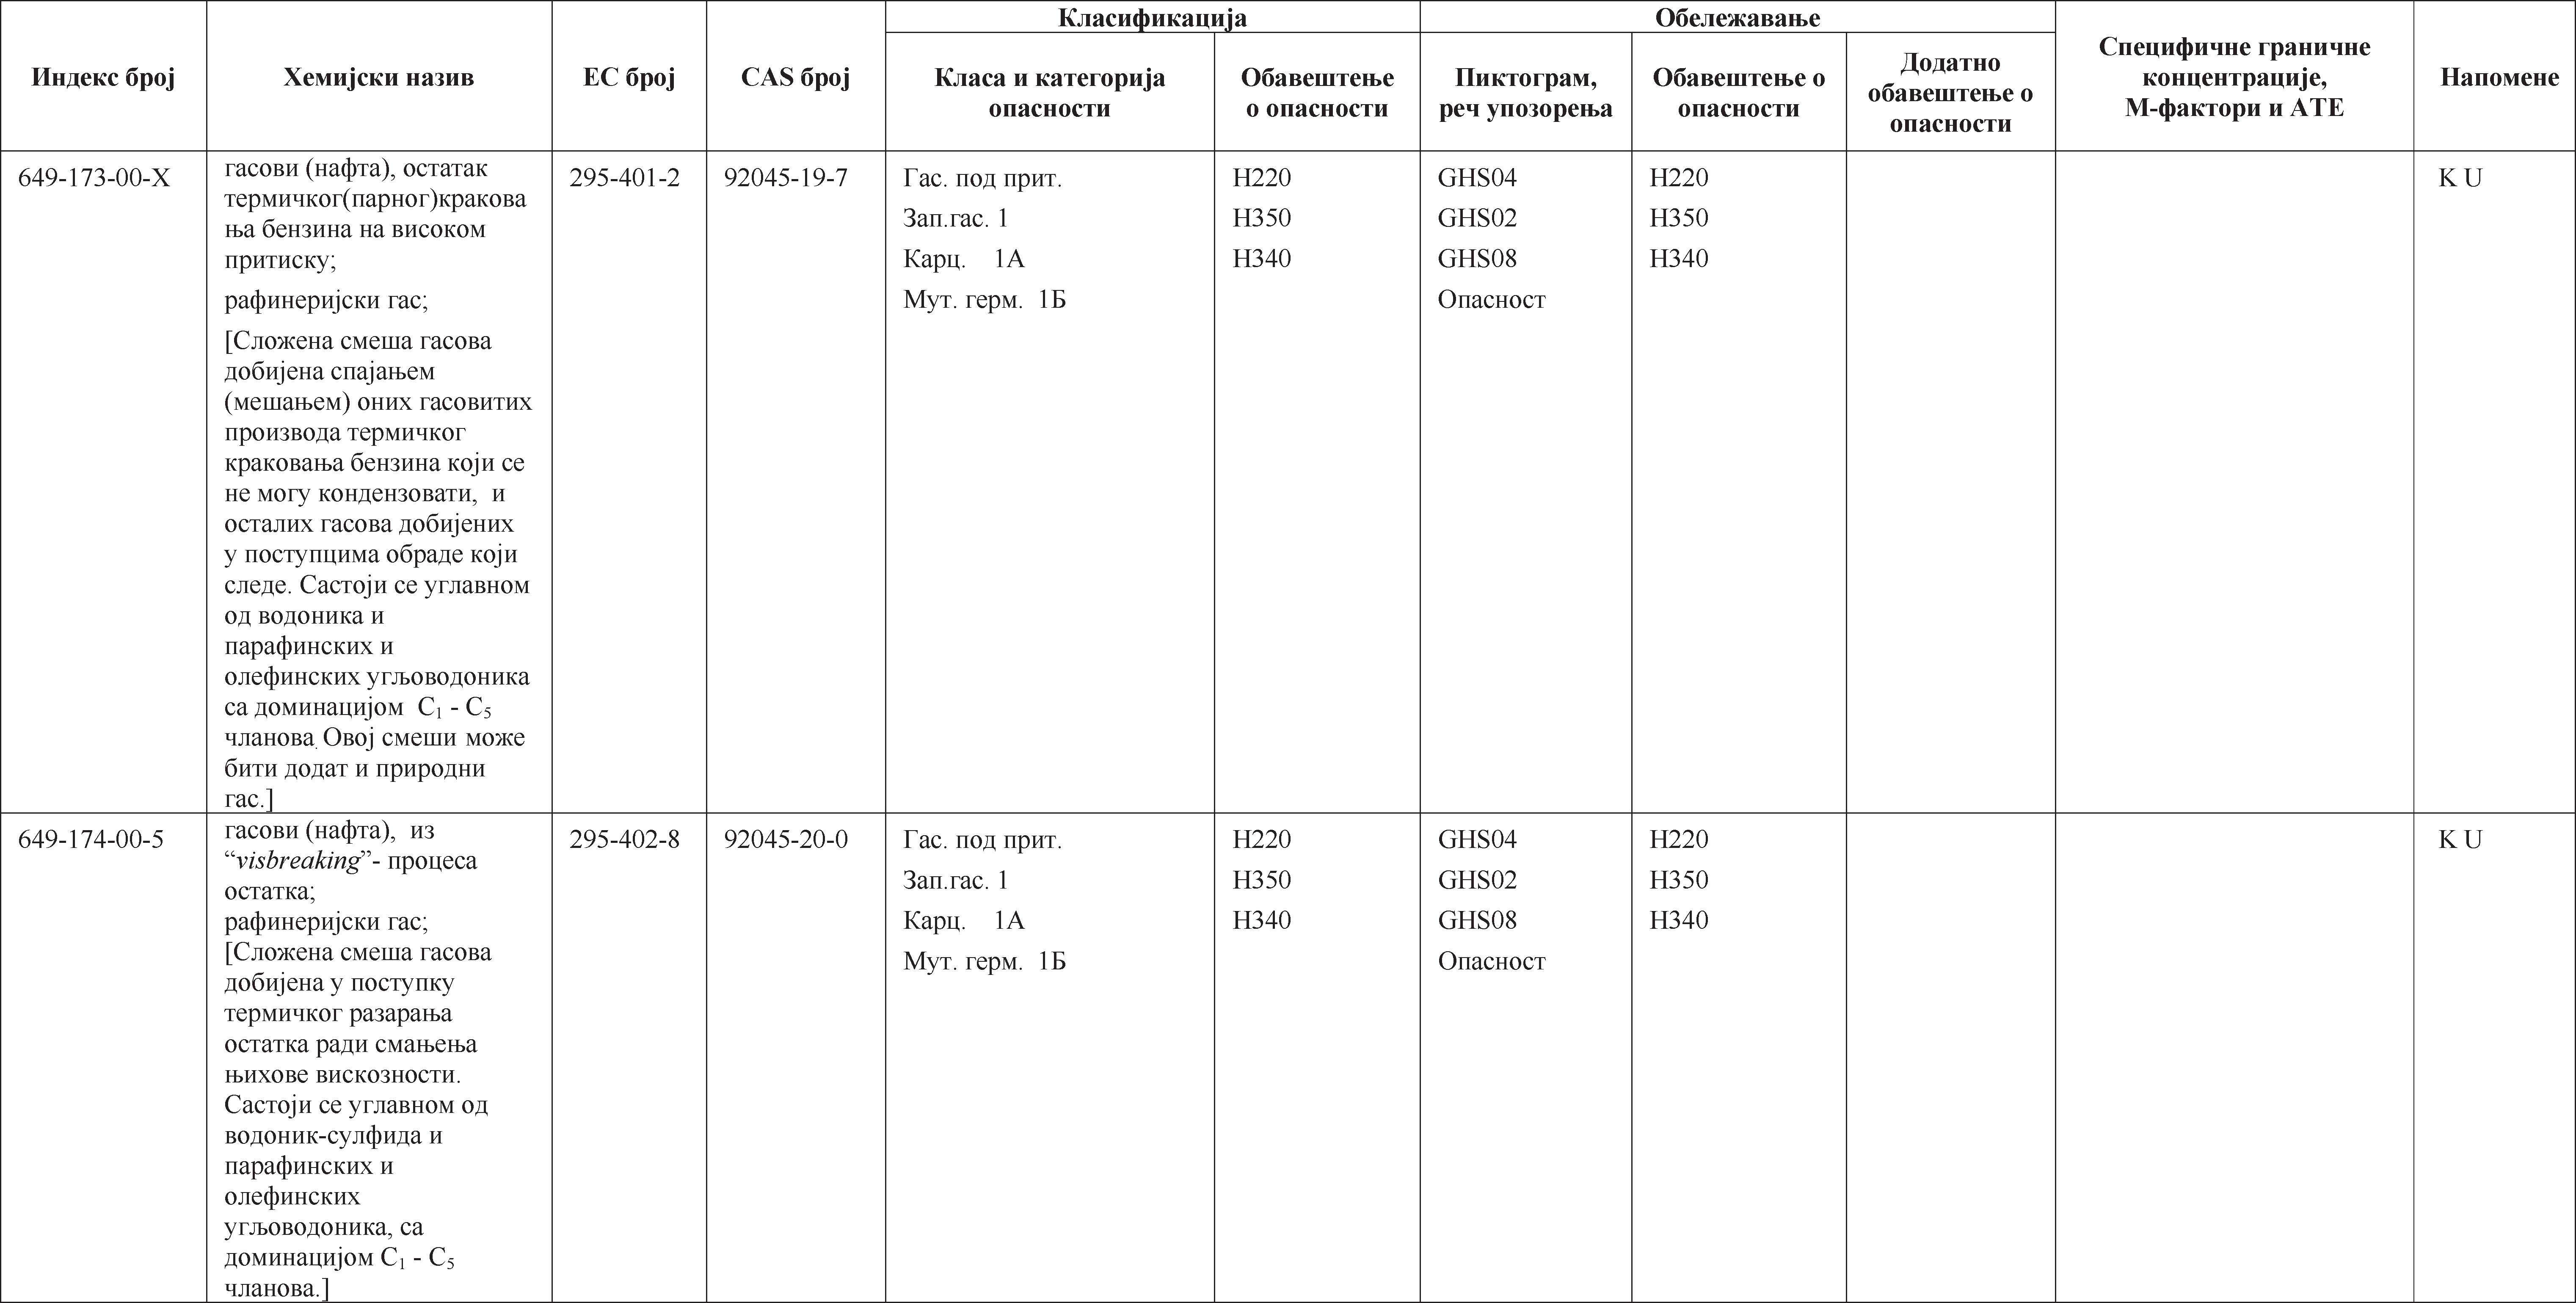 Индекс број
Хемијски назив
ЕС број
CAS број
Класификација
Обележавање
Класа и категорија
опасности
Обавештење
о опасности
Пиктограм,
реч упозорења
Обавештење о
опасности
Додатно
обавештење о
опасности
Специфичне граничне
концентрације,
М-фактори и АТЕ
Напомене
649-173-00-X
гасови (нафта), остатак
термичког(парног)кракова
ња бензина на високом
притиску;
рафинеријски гас;
[Сложена смеша гасова
добијена спајањем
(мешањем) оних гасовитих
производа термичког
краковања бензина који се
не могу кондензовати,  и
осталих гасова добијених
у поступцима обраде који
следе. Састоји се углавном
од водоника и
парафинских и
олефинских угљоводоника
са доминацијом  C₁ - C₅
чланова. Овој смеши може
бити додат и природни
гас.]
295-401-2
92045-19-7
Гас. под прит.
Зап.гас. 1
Карц.    1А
Мут. герм.  1Б
H220
H350
H340
GHS04
GHS02
GHS08
Опасност
H220
H350
H340
K U
649-174-00-5
гасови (нафта),  из
“visbreaking”- процеса
остатка;
рафинеријски гас;
[Сложена смеша гасова
добијена у поступку
термичког разарања
остатка ради смањења
њихове вискозности.
Састоји се углавном од
водоник-сулфида и
парафинских и
олефинских
угљоводоника, са
доминацијом C₁ - C₅
чланова.]
295-402-8
92045-20-0
Гас. под прит.
Зап.гас. 1
Карц.    1А
Мут. герм.  1Б
H220
H350
H340
GHS04
GHS02
GHS08
Опасност
H220
H350
H340
K U